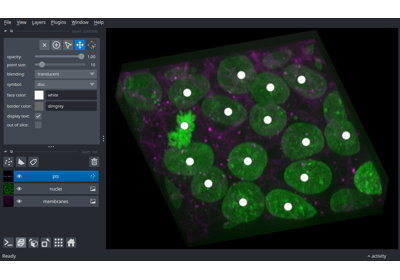 File View Layers Plugins Window Help
opacity: 1.00
point size: 10
blending: translucent
symbol: disc
face color: white
border color: dimgrey
display text:
out of slice:
pts
nuclei
membranes
Ready activity